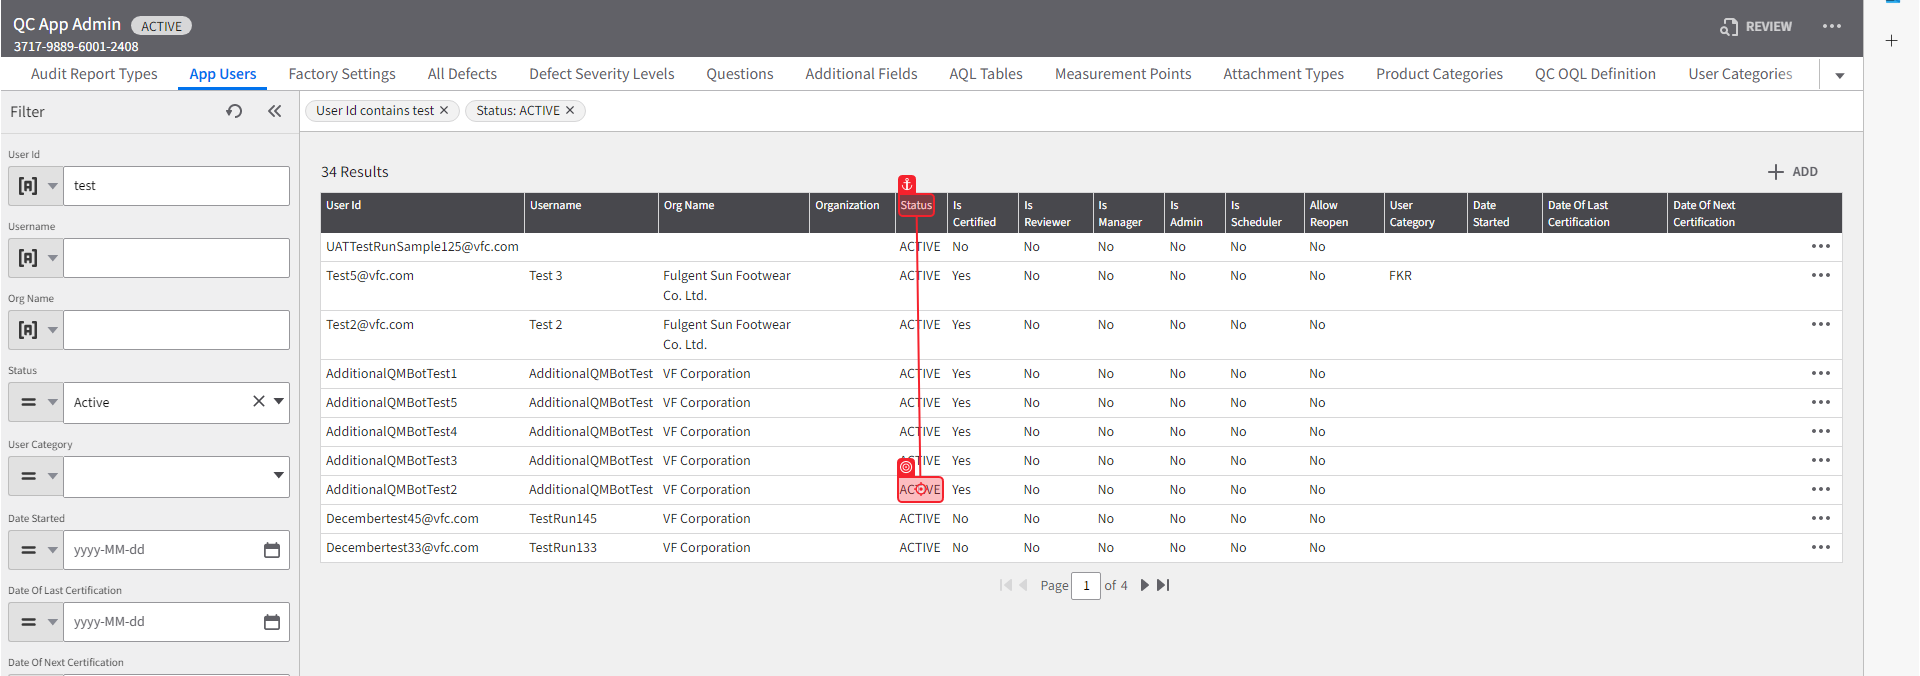 QC App Admin ACTIVE
3717-9889-6001-2408
REVIEW
Audit Report Types App Users Factory Settings All Defects Defect Severity Levels Questions Additional Fields AQL Tables Measurement Points Attachment Types Product Categories QC OQL Definition User Categories
Filter
User Id contains test Status: ACTIVE
User Id
test
Username
Org Name
Status
Active
User Category
Date Started
yyyy-MM-dd
Date Of Last Certification
yyyy-MM-dd
Date Of Next Certification
34 Results
ADD
User Id Username Org Name Organization Status Is Certified Is Reviewer Is Manager Is Admin Is Scheduler Allow Reopen User Category Date Started Date Of Last Certification Date Of Next Certification
UATTestRunSample125@vfc.com ACTIVE No No No No No No
Test5@vfc.com Test 3 Fulgent Sun Footwear Co. Ltd. ACTIVE Yes No No No No No FKR
Test2@vfc.com Test 2 Fulgent Sun Footwear Co. Ltd. ACTIVE Yes No No No No No
AdditionalQMBotTest1 AdditionalQMBotTest VF Corporation ACTIVE Yes No No No No No
AdditionalQMBotTest5 AdditionalQMBotTest VF Corporation ACTIVE Yes No No No No No
AdditionalQMBotTest4 AdditionalQMBotTest VF Corporation ACTIVE Yes No No No No No
AdditionalQMBotTest3 AdditionalQMBotTest VF Corporation ACTIVE Yes No No No No No
AdditionalQMBotTest2 AdditionalQMBotTest VF Corporation ACTIVE Yes No No No No No
Decembertest45@vfc.com TestRun145 VF Corporation ACTIVE No No No No No No
Decembertest33@vfc.com TestRun133 VF Corporation ACTIVE No No No No No No
Page 1 of 4